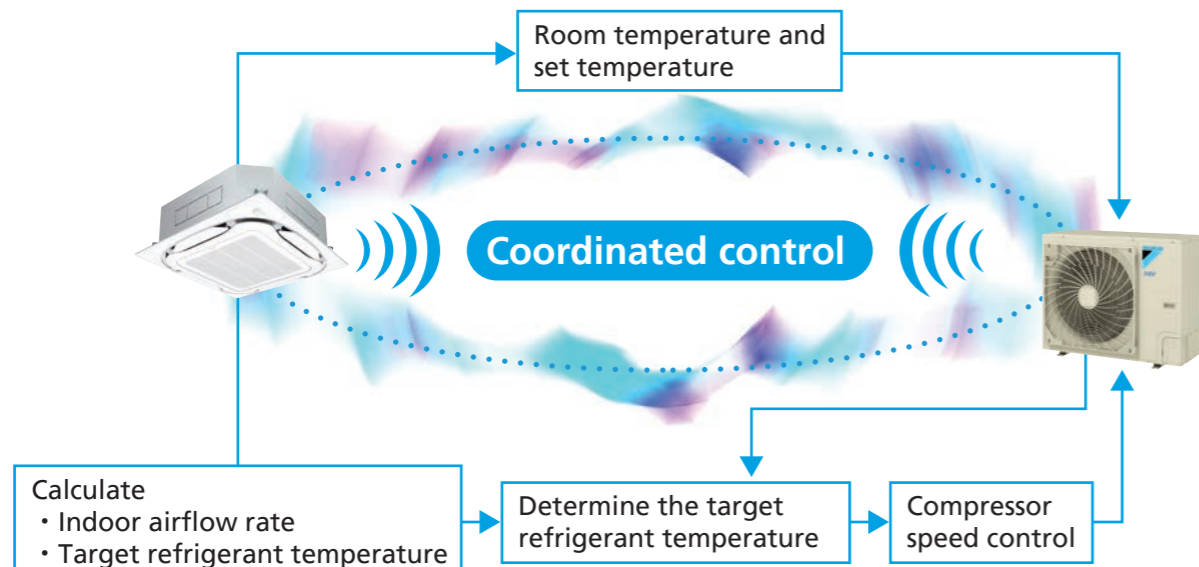 Room temperature and
set temperature
Coordinated control
Calculate
・Indoor airflow rate
・Target refrigerant temperature
Determine the target
refrigerant temperature
Compressor
speed control